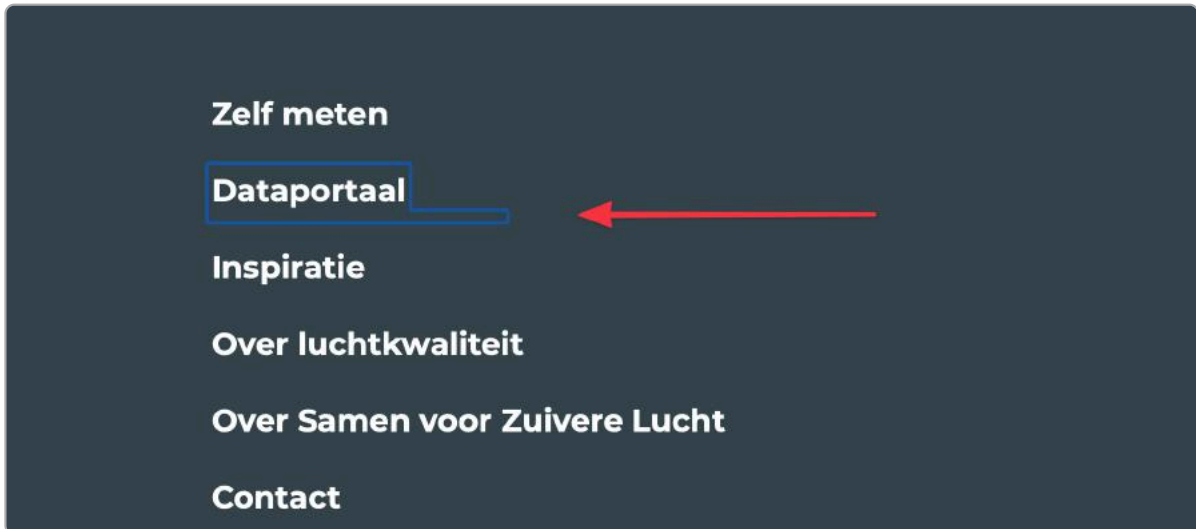 Zelf meten
Dataportaal
Inspiratie
Over luchtkwaliteit
Over Samen voor Zuivere Lucht
Contact